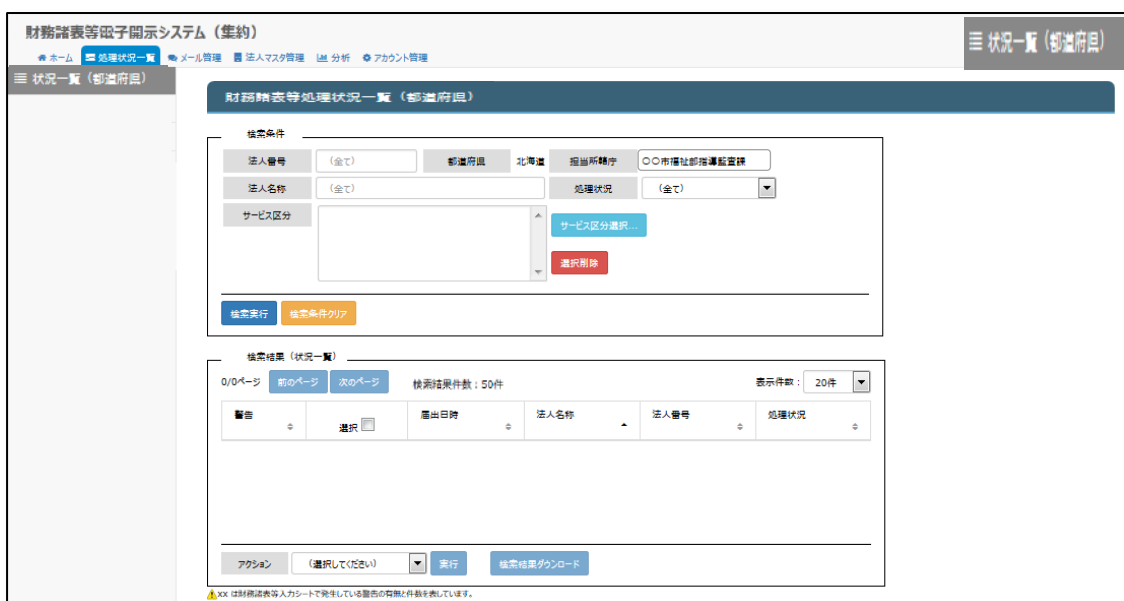 財務諸表等電子開示システム（集約）
状況一覧（都道府県）
ホーム 処理状況一覧 メール管理 法人マスタ管理 分析 アカウント管理
状況一覧（都道府県）
財務諸表等処理状況一覧（都道府県）
検索条件
法人番号 （全て） 都道府県 北海道 担当所轄庁 〇〇市福祉部指導監査課
法人名称 （全て） 処理状況 （全て）
サービス区分
サービス区分選択...
選択削除
検索実行 検索条件クリア
検索結果（状況一覧）
0/0ページ 前のページ 次のページ 検索結果件数：50件 表示件数： 20件
警告 選択 届出日時 法人名称 法人番号 処理状況
アクション （選択してください） 実行 検索結果ダウンロード
xx は財務諸表等入力シートで発生している警告の有無と件数を表しています。